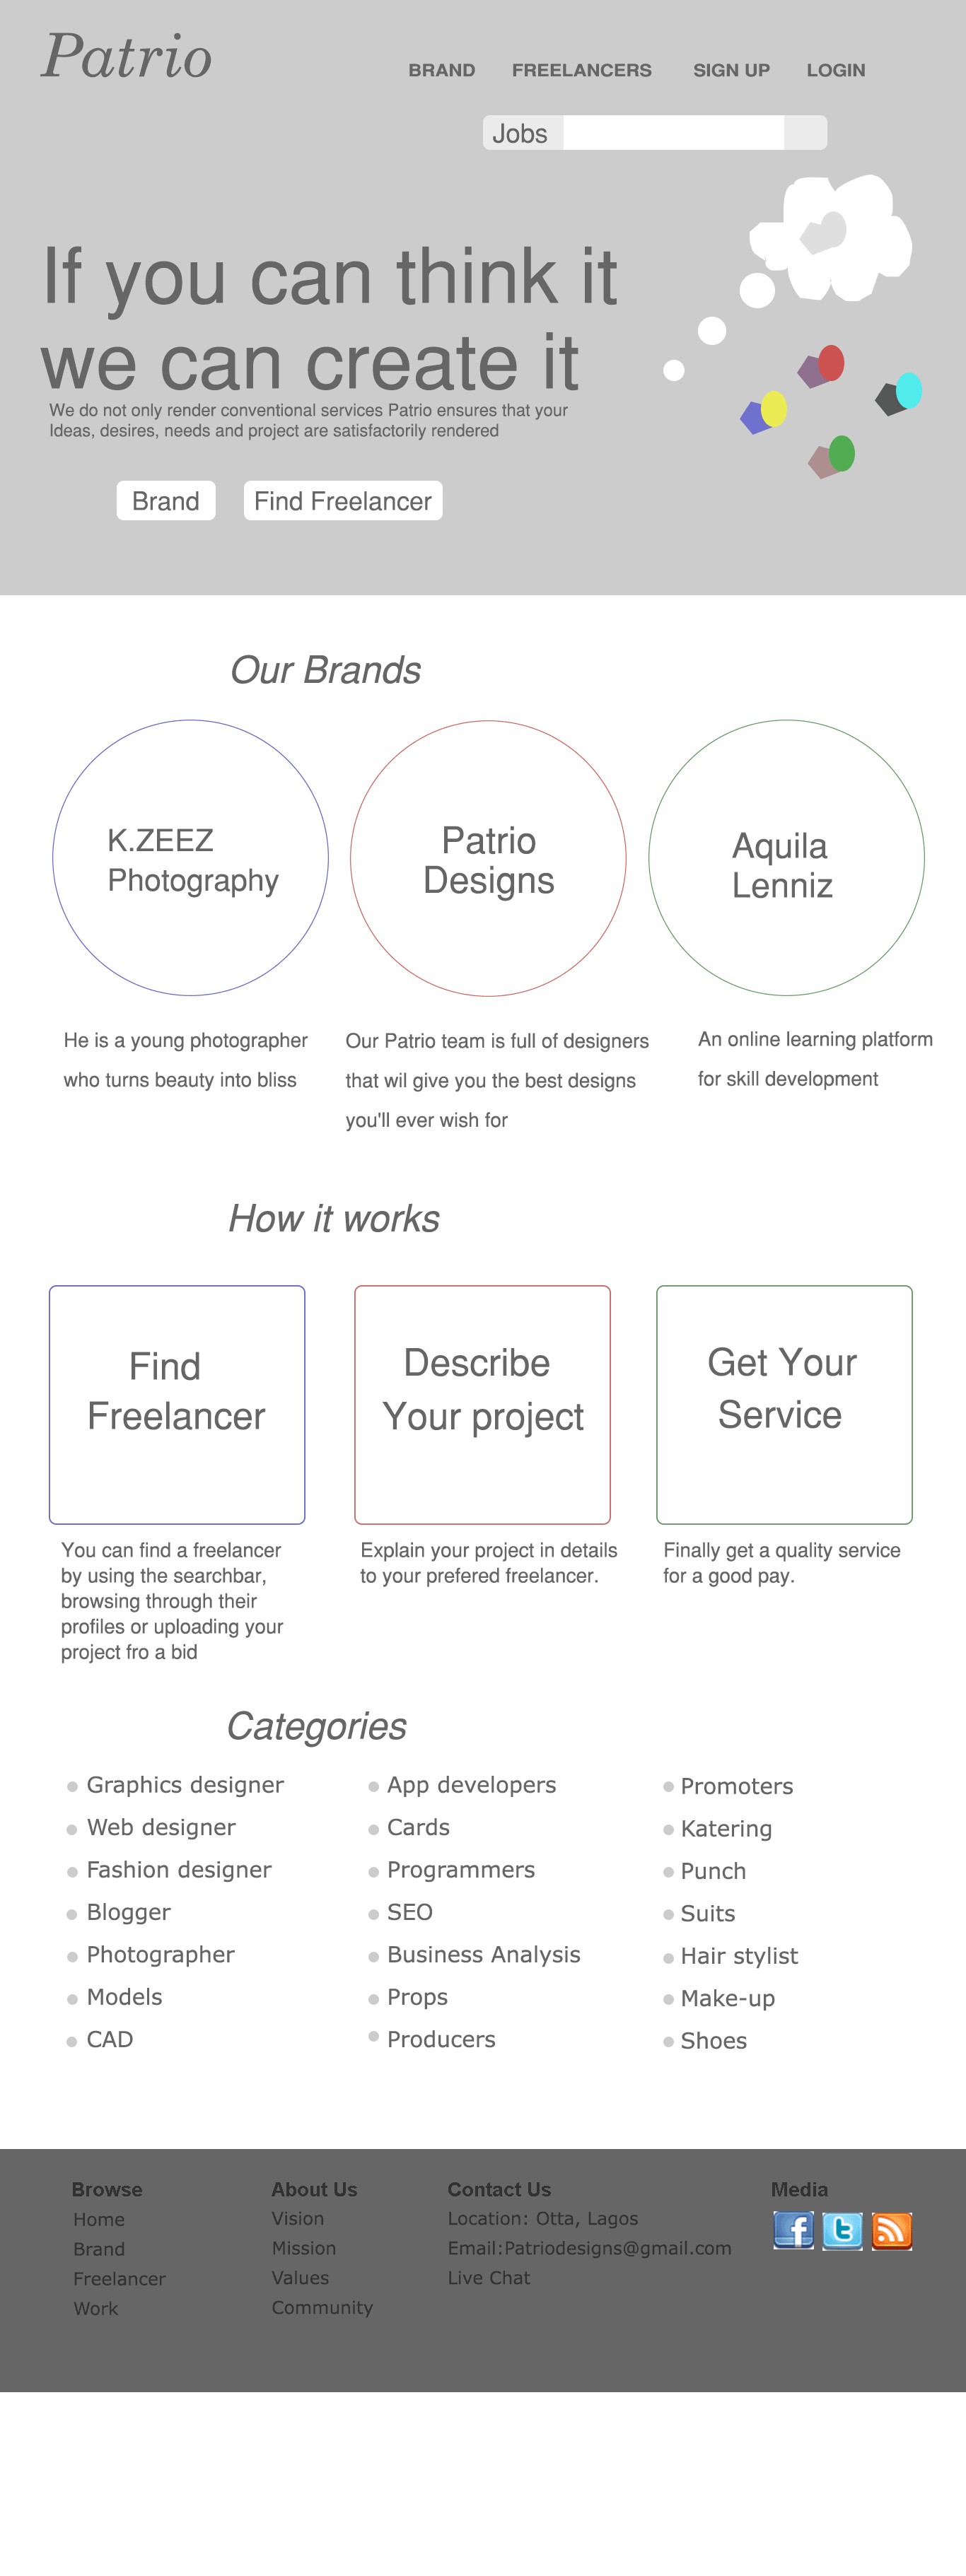 Patrio
BRAND FREELANCERS SIGN UP LOGIN
Jobs
If you can think it
we can create it
We do not only render conventional services Patrio ensures that your
Ideas, desires, needs and project are satisfactorily rendered
Brand
Find Freelancer
Our Brands
K.ZEEZ
Photography
Patrio
Designs
Aquila
Lenniz
He is a young photographer
who turns beauty into bliss
Our Patrio team is full of designers
that wil give you the best designs
you'll ever wish for
An online learning platform
for skill development
How it works
Find
Freelancer
Describe
Your project
Get Your
Service
You can find a freelancer
by using the searchbar,
browsing through their
profiles or uploading your
project fro a bid
Explain your project in details
to your prefered freelancer.
Finally get a quality service
for a good pay.
Categories
Graphics designer
Web designer
Fashion designer
Blogger
Photographer
Models
CAD
App developers
Cards
Programmers
SEO
Business Analysis
Props
Producers
Promoters
Katering
Punch
Suits
Hair stylist
Make-up
Shoes
Browse
Home
Brand
Freelancer
Work
About Us
Vision
Mission
Values
Community
Contact Us
Location: Otta, Lagos
Email:Patriodesigns@gmail.com
Live Chat
Media